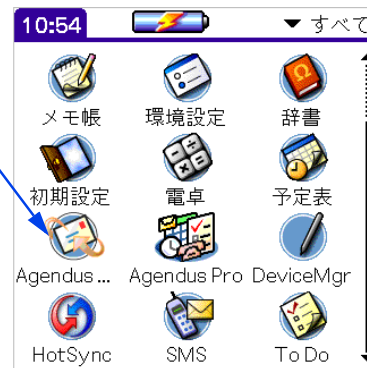 10:54
すべて
メモ帳 環境設定 辞書
初期設定 電卓 予定表
Agendus... Agendus Pro DeviceMgr
HotSync SMS To Do